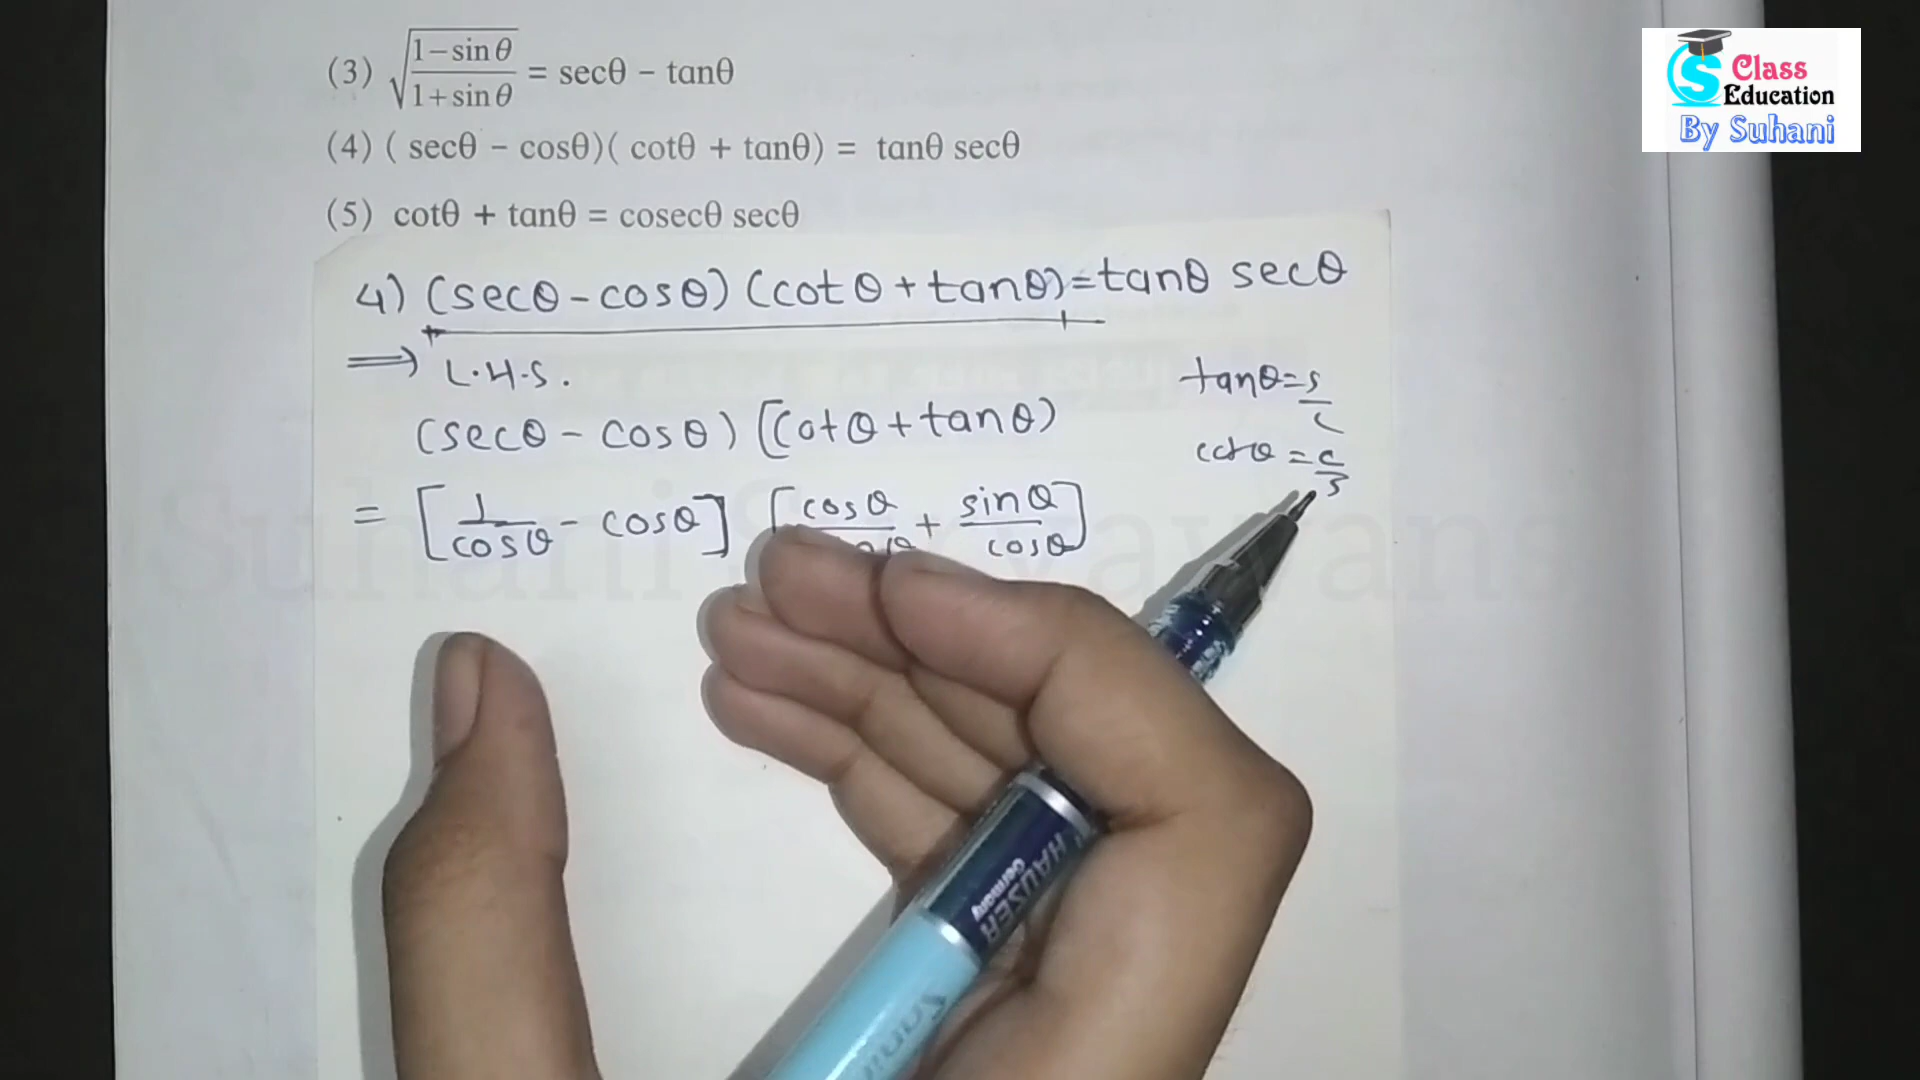 (3) √(1−sinθ/1+sinθ) = secθ − tanθ
(4) ( secθ − cosθ)( cotθ + tanθ) = tanθ secθ
(5) cotθ + tanθ = cosecθ secθ
Class
Education
By Suhani
4) (secθ - cosθ) (cotθ + tanθ) = tanθ secθ
⟹ L.H.S.
(secθ - cosθ) [(cotθ + tanθ)
tanθ = s/c
cotθ = c/s
= [1/cosθ - cosθ] [cosθ/ + sinθ/cosθ]
HAUSER
Germany